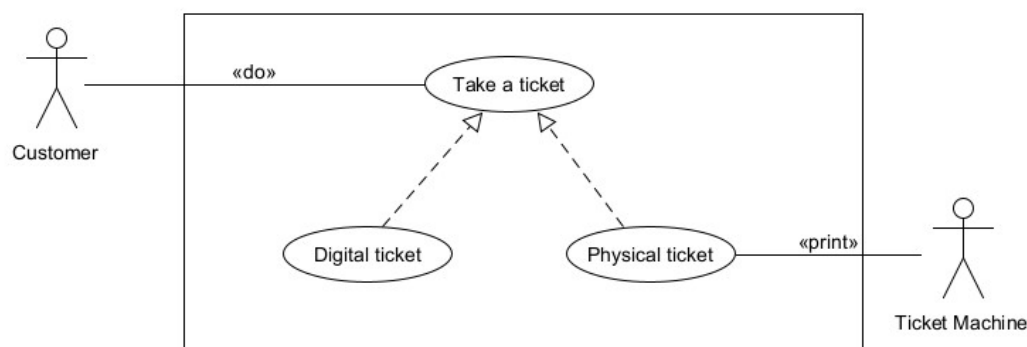 «do»
Take a ticket
Customer
Digital ticket
Physical ticket
«print»
Ticket Machine